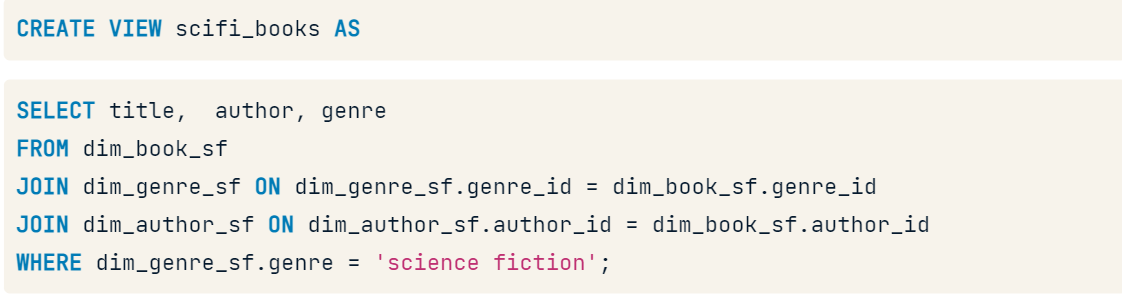 CREATE VIEW scifi_books AS
SELECT title,  author, genre
FROM dim_book_sf
JOIN dim_genre_sf ON dim_genre_sf.genre_id = dim_book_sf.genre_id
JOIN dim_author_sf ON dim_author_sf.author_id = dim_book_sf.author_id
WHERE dim_genre_sf.genre = 'science fiction';